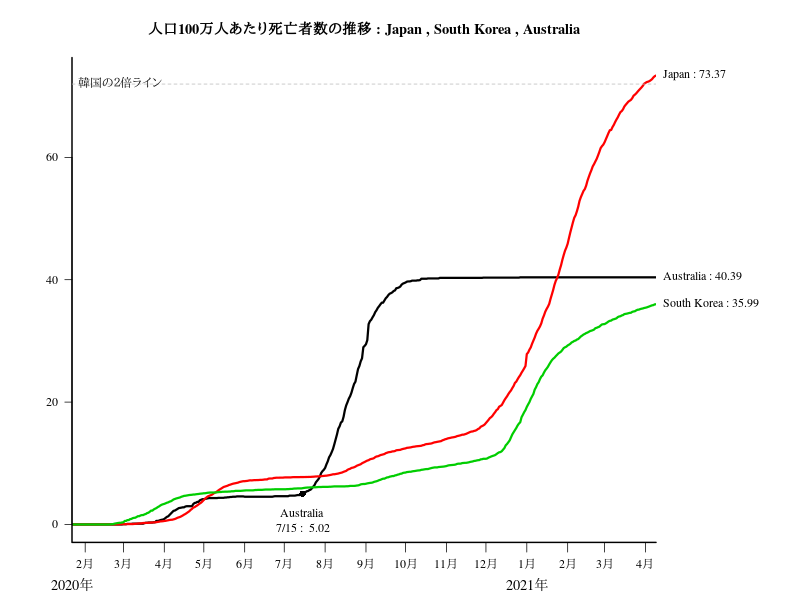 人口100万人あたり死亡者数の推移 : Japan , South Korea , Australia
Japan : 73.37
韓国の2倍ライン
60
40
Australia : 40.39
South Korea : 35.99
20
Australia
7/15 : 5.02
0
2月 3月 4月 5月 6月 7月 8月 9月 10月 11月 12月 1月 2月 3月 4月
2020年 2021年